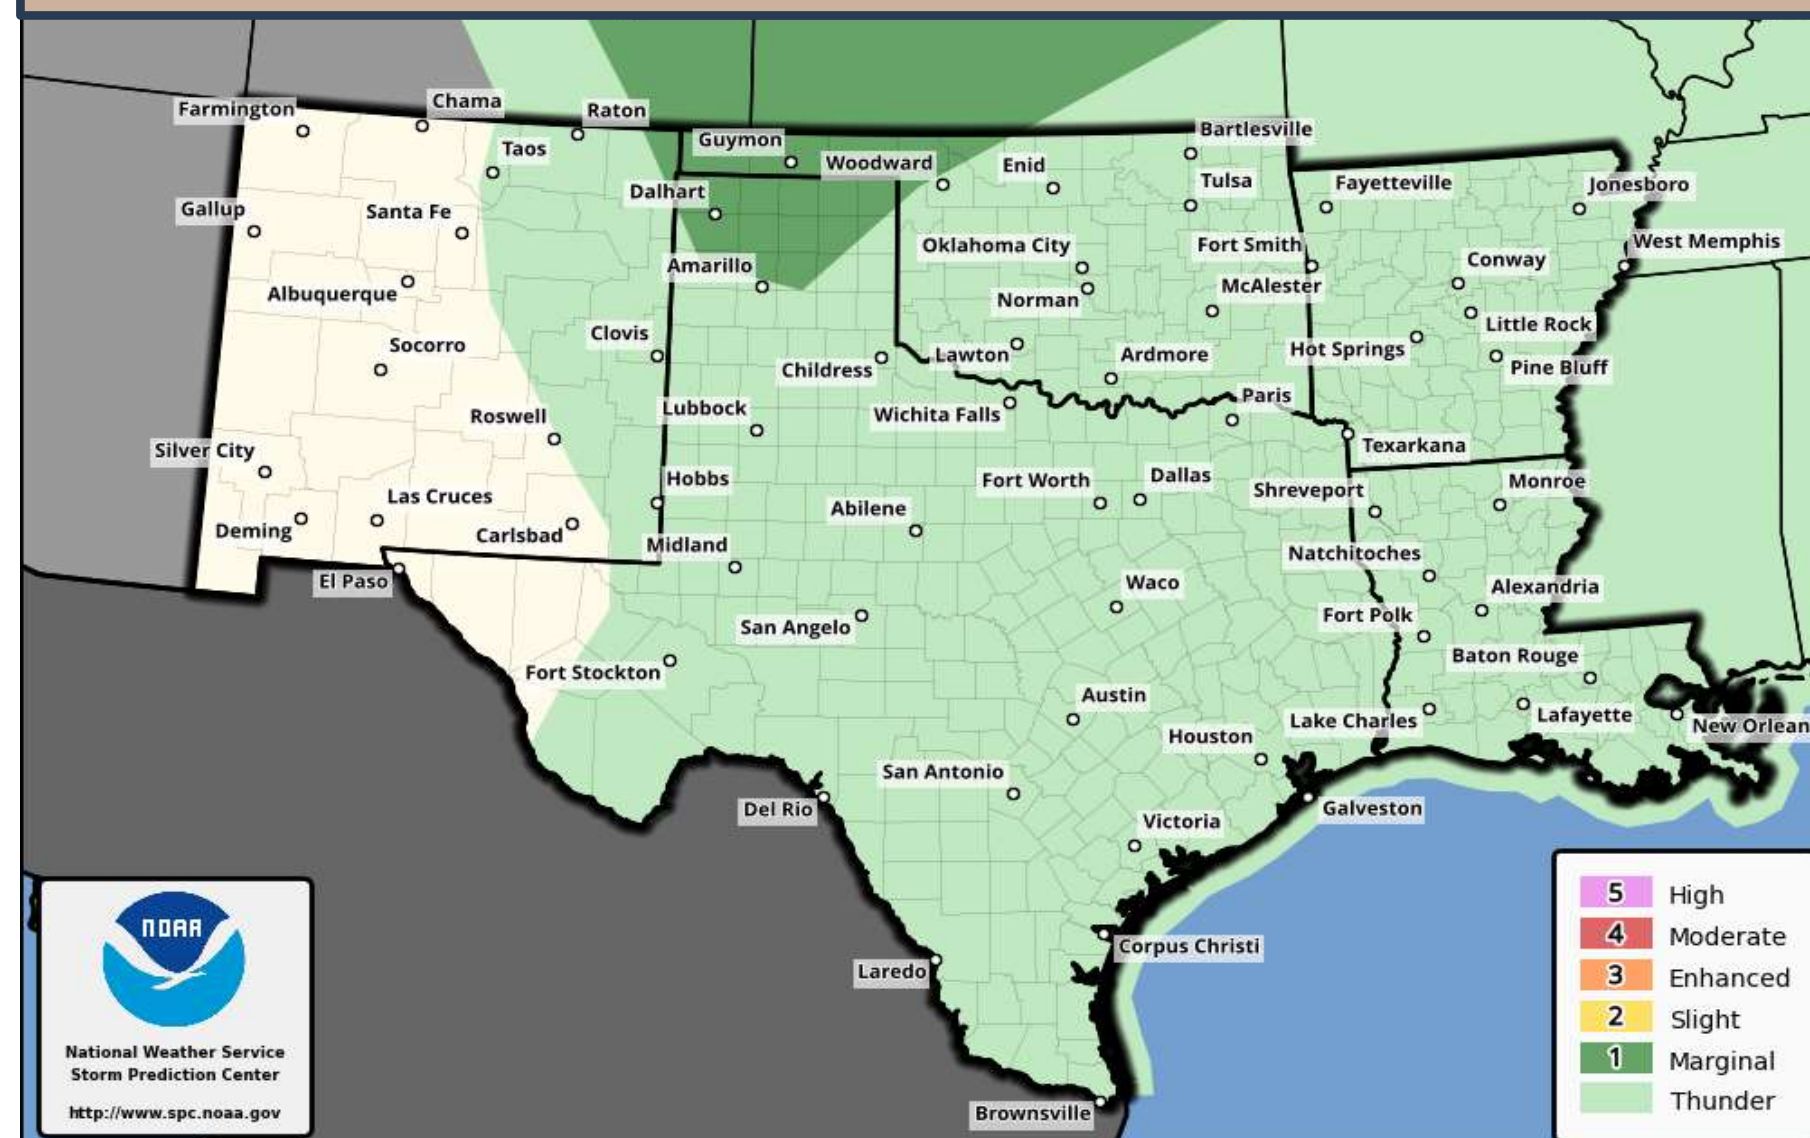 Farmington
Chama
Raton
Taos
Guymon
Woodward
Enid
Bartlesville
Tulsa
Fayetteville
Jonesboro
Dalhart
Gallup
Santa Fe
Oklahoma City
Fort Smith
Conway
West Memphis
Amarillo
Albuquerque
Norman
McAlester
Little Rock
Clovis
Socorro
Childress
Lawton
Ardmore
Hot Springs
Pine Bluff
Roswell
Lubbock
Wichita Falls
Paris
Texarkana
Silver City
Hobbs
Fort Worth
Dallas
Shreveport
Monroe
Las Cruces
Abilene
Deming
Carlsbad
Midland
Natchitoches
El Paso
Waco
Alexandria
San Angelo
Fort Polk
Fort Stockton
Baton Rouge
Austin
Lake Charles
Lafayette
New Orlean
Houston
San Antonio
Del Rio
Galveston
Victoria
Corpus Christi
Laredo
Brownsville
NOAA
National Weather Service
Storm Prediction Center
http://www.spc.noaa.gov
5 High
4 Moderate
3 Enhanced
2 Slight
1 Marginal
Thunder